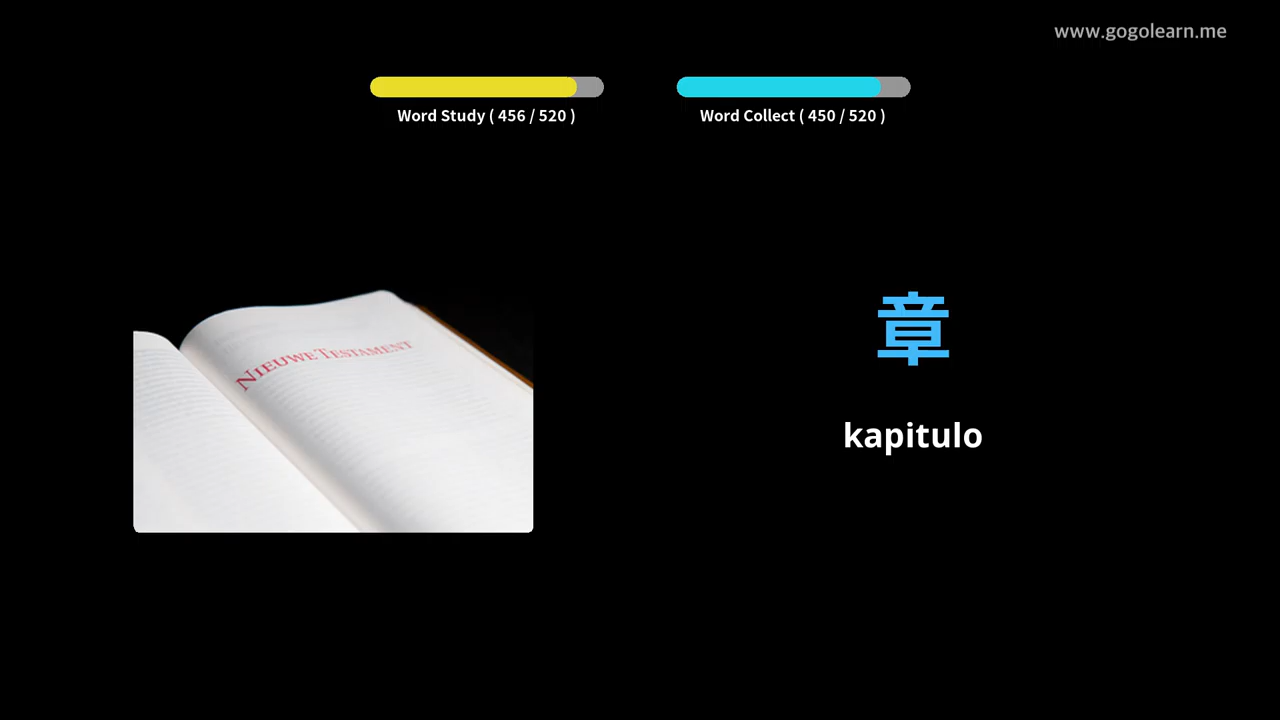 www.gogolearn.me
Word Study ( 456 / 520 )
Word Collect ( 450 / 520 )
NIEUWE TESTAMENT
章
kapitulo